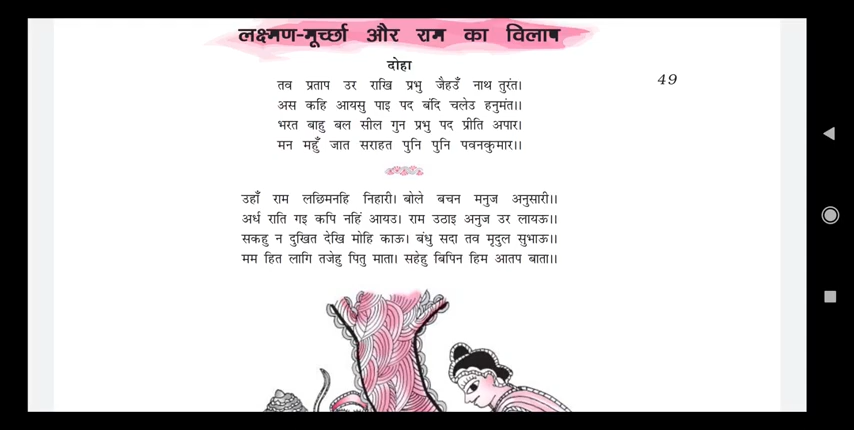 लक्ष्मण-मूर्च्छा और राम का विलाप
दोहा
तव प्रताप उर राखि प्रभु जैहउँ नाथ तुरंत।
49
अस कहि आयसु पाइ पद बंदि चलेउ हनुमंत।।
भरत बाहु बल सील गुन प्रभु पद प्रीति अपार।
मन महुँ जात सराहत पुनि पुनि पवनकुमार।।
उहाँ राम लछिमनहि निहारी। बोले बचन मनुज अनुसारी।।
अर्ध राति गइ कपि नहिं आयउ। राम उठाइ अनुज उर लायऊ।।
सकहु न दुखित देखि मोहि काऊ। बंधु सदा तव मृदुल सुभाऊ।।
मम हित लागि तजेहु पितु माता। सहेहु बिपिन हिम आतप बाता।।